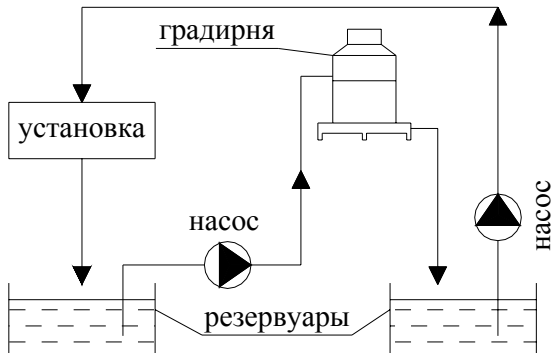 градирня
установка
насос
насос
резервуары